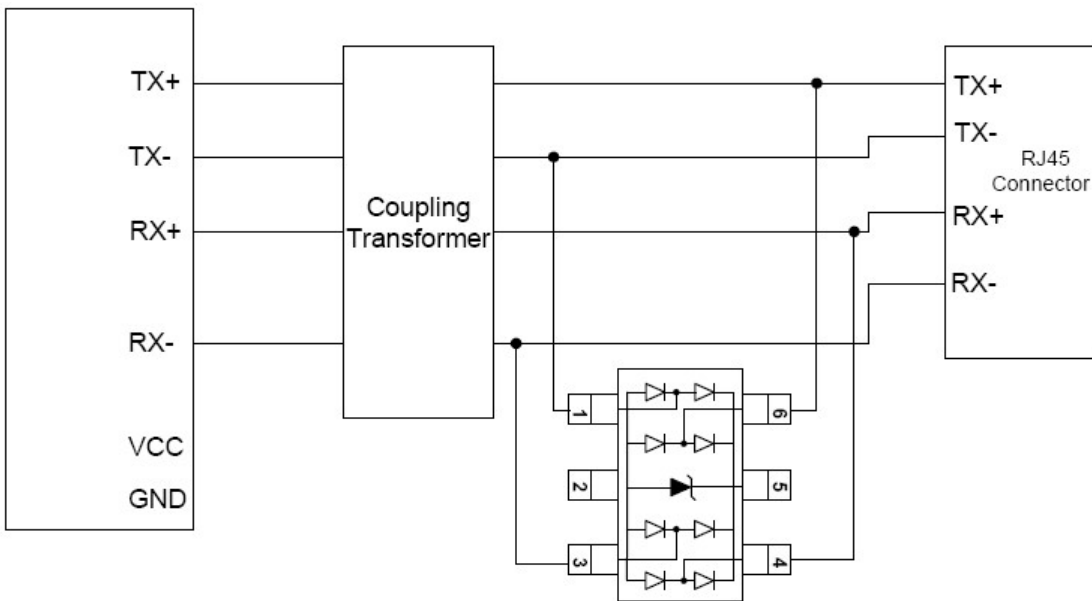 TX+
TX-
RX+
RX-
VCC
GND
Coupling
Transformer
TX+
TX-
RJ45
Connector
RX+
RX-
1
2
3
6
5
4